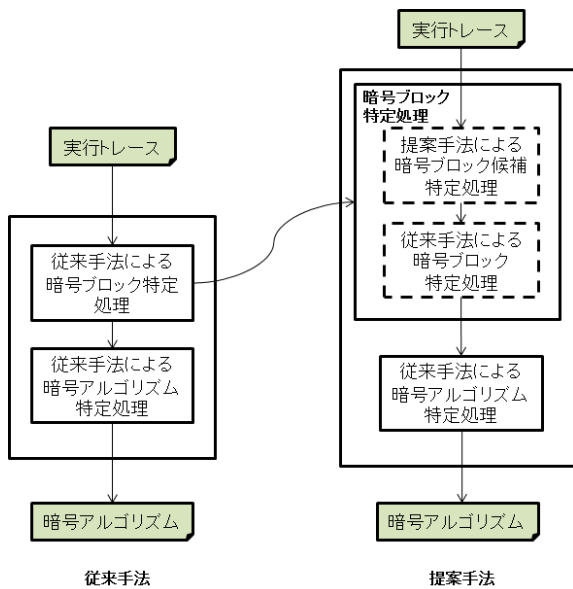 実行トレース
従来手法による
暗号ブロック特定
処理
従来手法による
暗号アルゴリズム
特定処理
暗号アルゴリズム
従来手法
実行トレース
暗号ブロック
特定処理
提案手法による
暗号ブロック候補
特定処理
従来手法による
暗号ブロック
特定処理
従来手法による
暗号アルゴリズム
特定処理
暗号アルゴリズム
提案手法